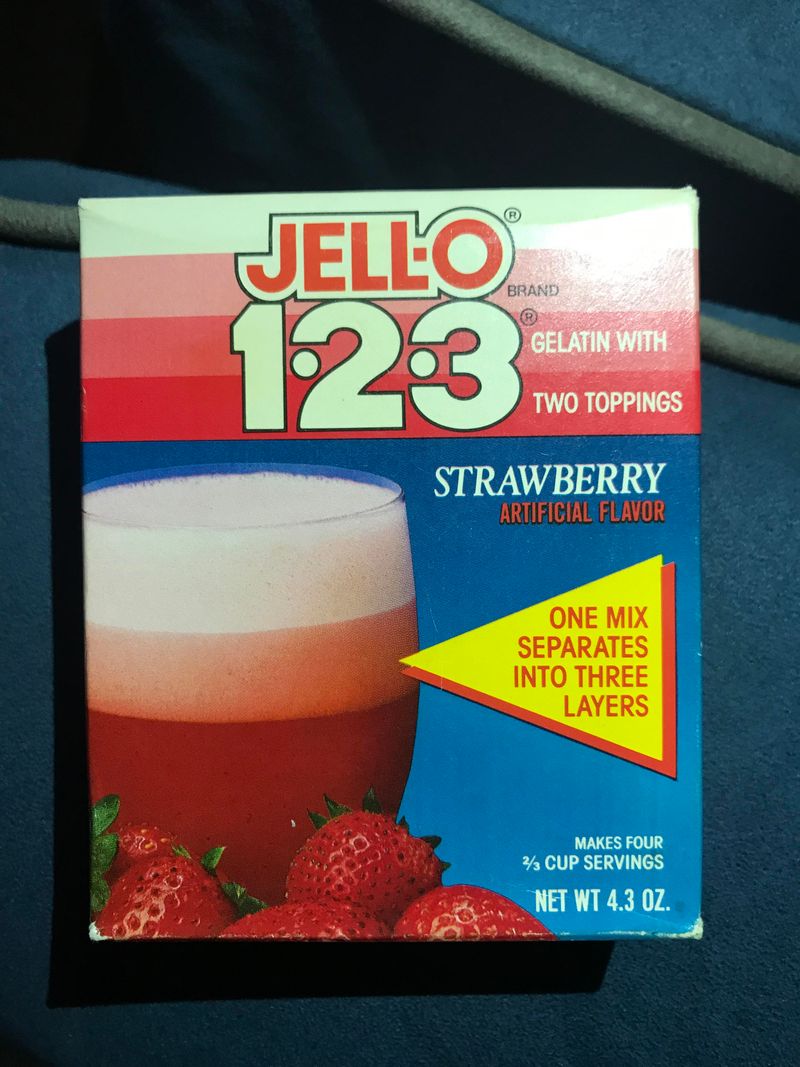 JELL-O®
BRAND
1·2·3®
GELATIN WITH
TWO TOPPINGS
STRAWBERRY
ARTIFICIAL FLAVOR
ONE MIX
SEPARATES
INTO THREE
LAYERS
MAKES FOUR
⅔ CUP SERVINGS
NET WT 4.3 OZ.